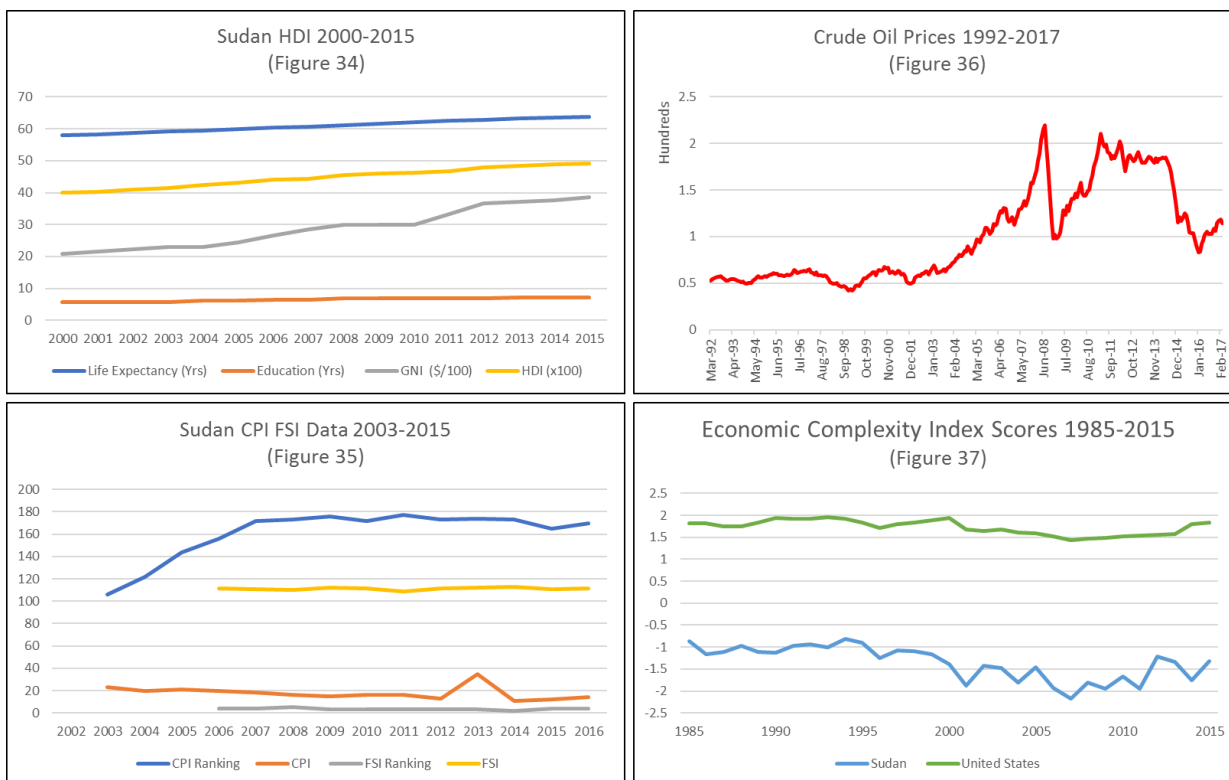 Sudan HDI 2000-2015
(Figure 34)
70
60
50
40
30
20
10
0
2000 2001 2002 2003 2004 2005 2006 2007 2008 2009 2010 2011 2012 2013 2014 2015
Life Expectancy (Yrs) Education (Yrs) GNI ($/100) HDI (x100)
Crude Oil Prices 1992-2017
(Figure 36)
Hundreds
2.5
2
1.5
1
0.5
0
Mar-92 Apr-93 May-94 Jun-95 Jul-96 Aug-97 Sep-98 Oct-99 Nov-00 Dec-01 Jan-03 Feb-04 Mar-05 Apr-06 May-07 Jun-08 Jul-09 Aug-10 Sep-11 Oct-12 Nov-13 Dec-14 Jan-16 Feb-17
Sudan CPI FSI Data 2003-2015
(Figure 35)
200
180
160
140
120
100
80
60
40
20
0
2002 2003 2004 2005 2006 2007 2008 2009 2010 2011 2012 2013 2014 2015 2016
CPI Ranking CPI FSI Ranking FSI
Economic Complexity Index Scores 1985-2015
(Figure 37)
2.5
2
1.5
1
0.5
0
-0.5
-1
-1.5
-2
-2.5
1985 1990 1995 2000 2005 2010 2015
Sudan United States